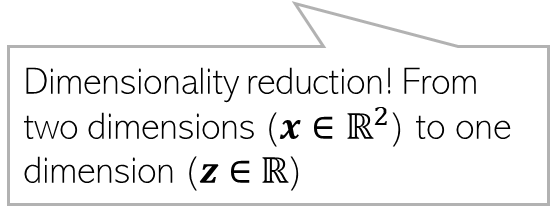 Dimensionality reduction! From
two dimensions (𝒙 ∈ ℝ²) to one
dimension (𝒛 ∈ ℝ)